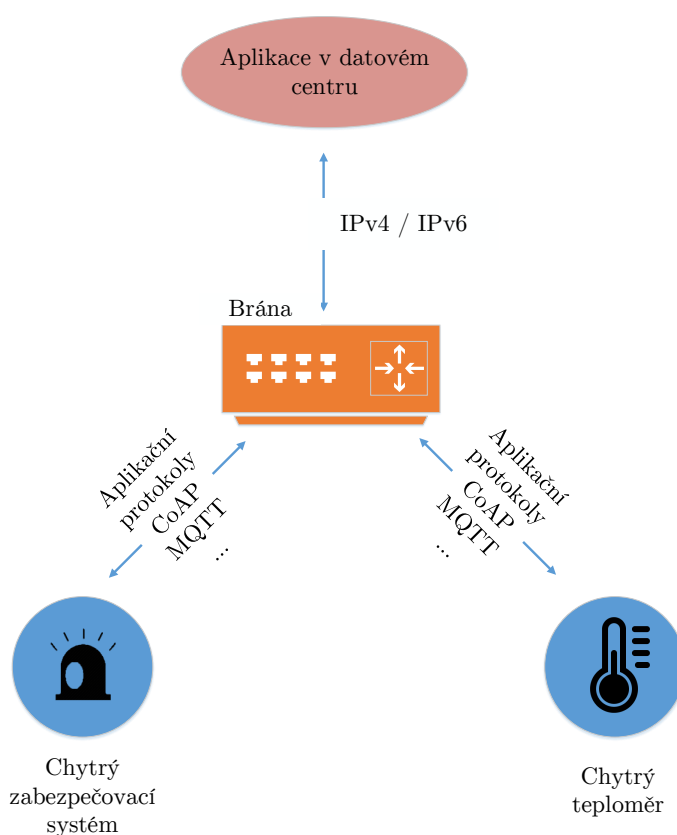 Aplikace v datovém
centru
IPv4 / IPv6
Brána
Aplikační
protokoly
CoAP
MQTT
...
Aplikační
protokoly
CoAP
MQTT
...
Chytrý
zabezpečovací
systém
Chytrý
teploměr